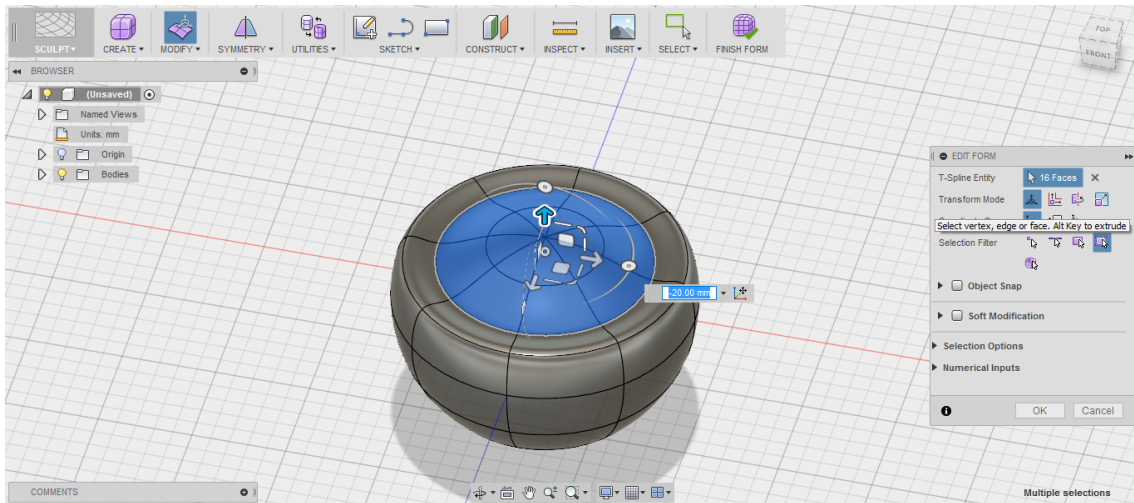 SCULPT
CREATE
MODIFY
SYMMETRY
UTILITIES
SKETCH
CONSTRUCT
INSPECT
INSERT
SELECT
FINISH FORM
TOP
FRONT
BROWSER
(Unsaved)
Named Views
Units: mm
Origin
Bodies
EDIT FORM
T-Spline Entity
16 Faces
Transform Mode
Select vertex, edge or face. Alt Key to extrude
Selection Filter
-20.00 mm
Object Snap
Soft Modification
Selection Options
Numerical Inputs
OK
Cancel
COMMENTS
Multiple selections